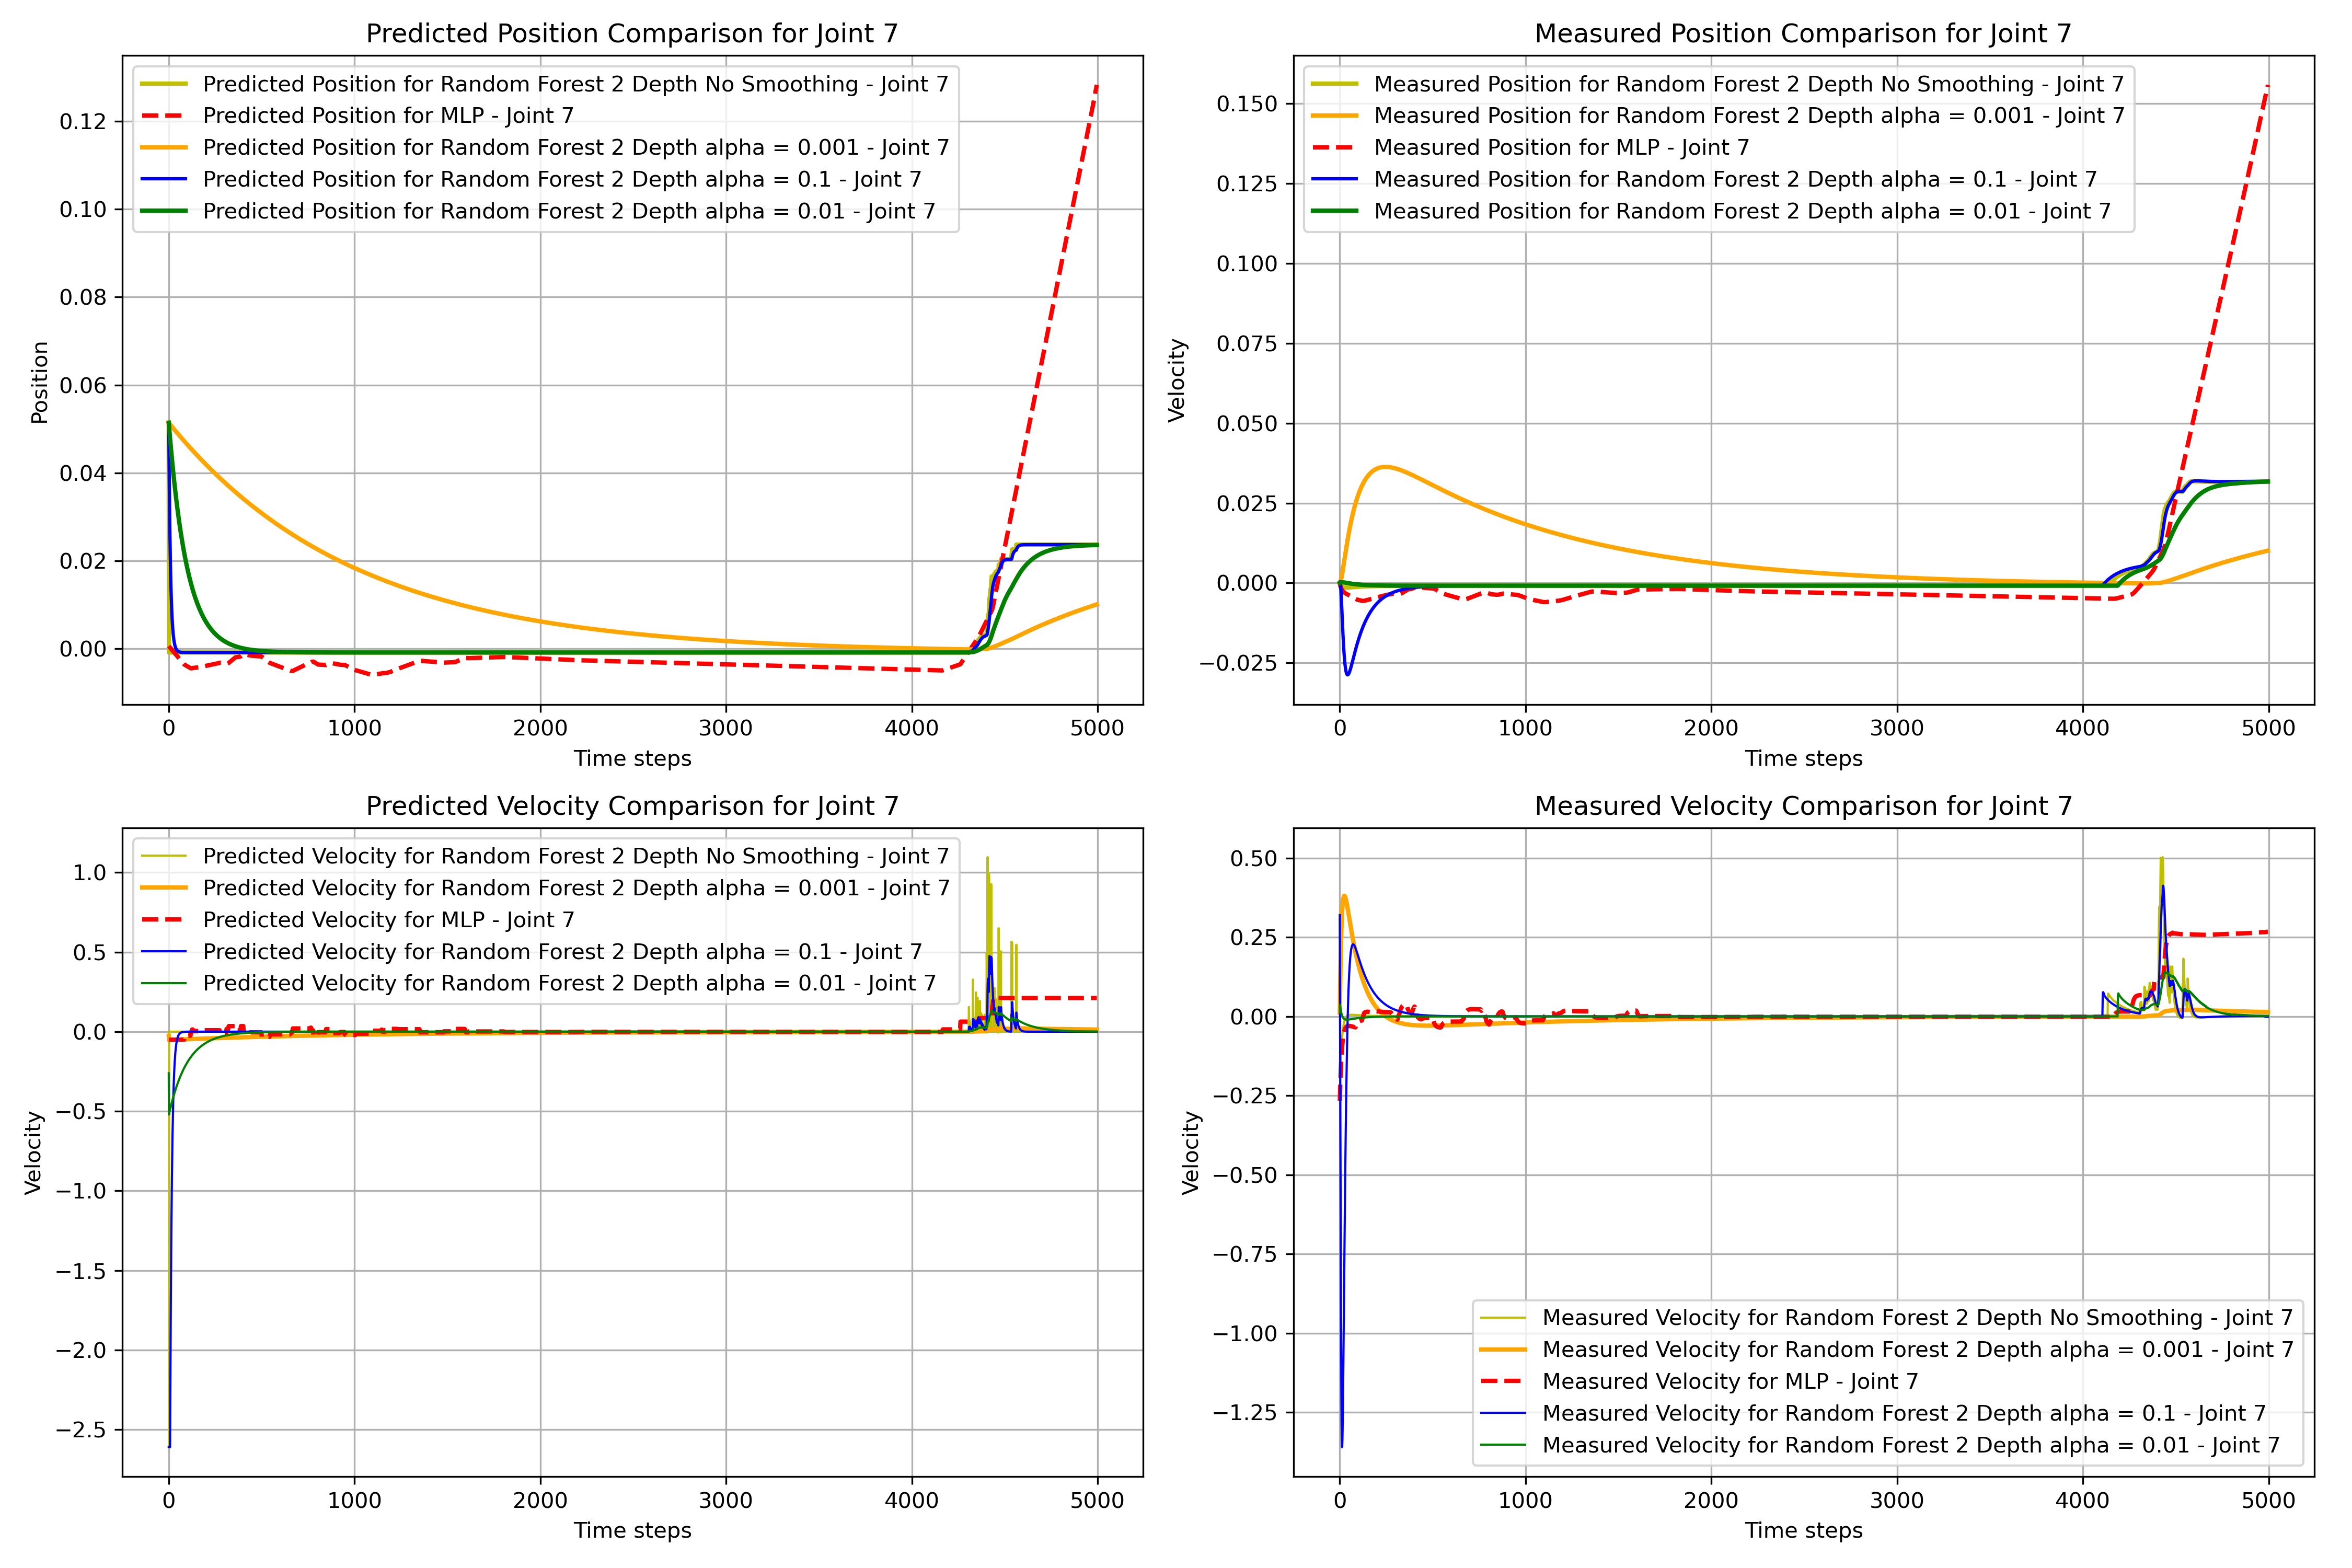 Predicted Position Comparison for Joint 7
Predicted Position for Random Forest 2 Depth No Smoothing - Joint 7
Predicted Position for MLP - Joint 7
Predicted Position for Random Forest 2 Depth alpha = 0.001 - Joint 7
Predicted Position for Random Forest 2 Depth alpha = 0.1 - Joint 7
Predicted Position for Random Forest 2 Depth alpha = 0.01 - Joint 7
Position
0.12
0.10
0.08
0.06
0.04
0.02
0.00
0 1000 2000 3000 4000 5000
Time steps
Measured Position Comparison for Joint 7
Measured Position for Random Forest 2 Depth No Smoothing - Joint 7
Measured Position for Random Forest 2 Depth alpha = 0.001 - Joint 7
Measured Position for MLP - Joint 7
Measured Position for Random Forest 2 Depth alpha = 0.1 - Joint 7
Measured Position for Random Forest 2 Depth alpha = 0.01 - Joint 7
Velocity
0.150
0.125
0.100
0.075
0.050
0.025
0.000
−0.025
0 1000 2000 3000 4000 5000
Time steps
Predicted Velocity Comparison for Joint 7
Predicted Velocity for Random Forest 2 Depth No Smoothing - Joint 7
Predicted Velocity for Random Forest 2 Depth alpha = 0.001 - Joint 7
Predicted Velocity for MLP - Joint 7
Predicted Velocity for Random Forest 2 Depth alpha = 0.1 - Joint 7
Predicted Velocity for Random Forest 2 Depth alpha = 0.01 - Joint 7
Velocity
1.0
0.5
0.0
−0.5
−1.0
−1.5
−2.0
−2.5
0 1000 2000 3000 4000 5000
Time steps
Measured Velocity Comparison for Joint 7
Velocity
0.50
0.25
0.00
−0.25
−0.50
−0.75
−1.00
−1.25
Measured Velocity for Random Forest 2 Depth No Smoothing - Joint 7
Measured Velocity for Random Forest 2 Depth alpha = 0.001 - Joint 7
Measured Velocity for MLP - Joint 7
Measured Velocity for Random Forest 2 Depth alpha = 0.1 - Joint 7
Measured Velocity for Random Forest 2 Depth alpha = 0.01 - Joint 7
0 1000 2000 3000 4000 5000
Time steps